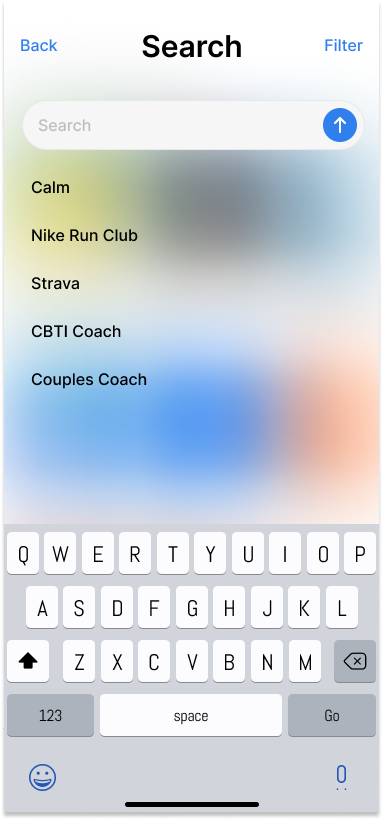 Back Search Filter
Search
Calm
Nike Run Club
Strava
CBTI Coach
Couples Coach
Q W E R T Y U I O P
A S D F G H J K L
Z X C V B N M
123 space Go